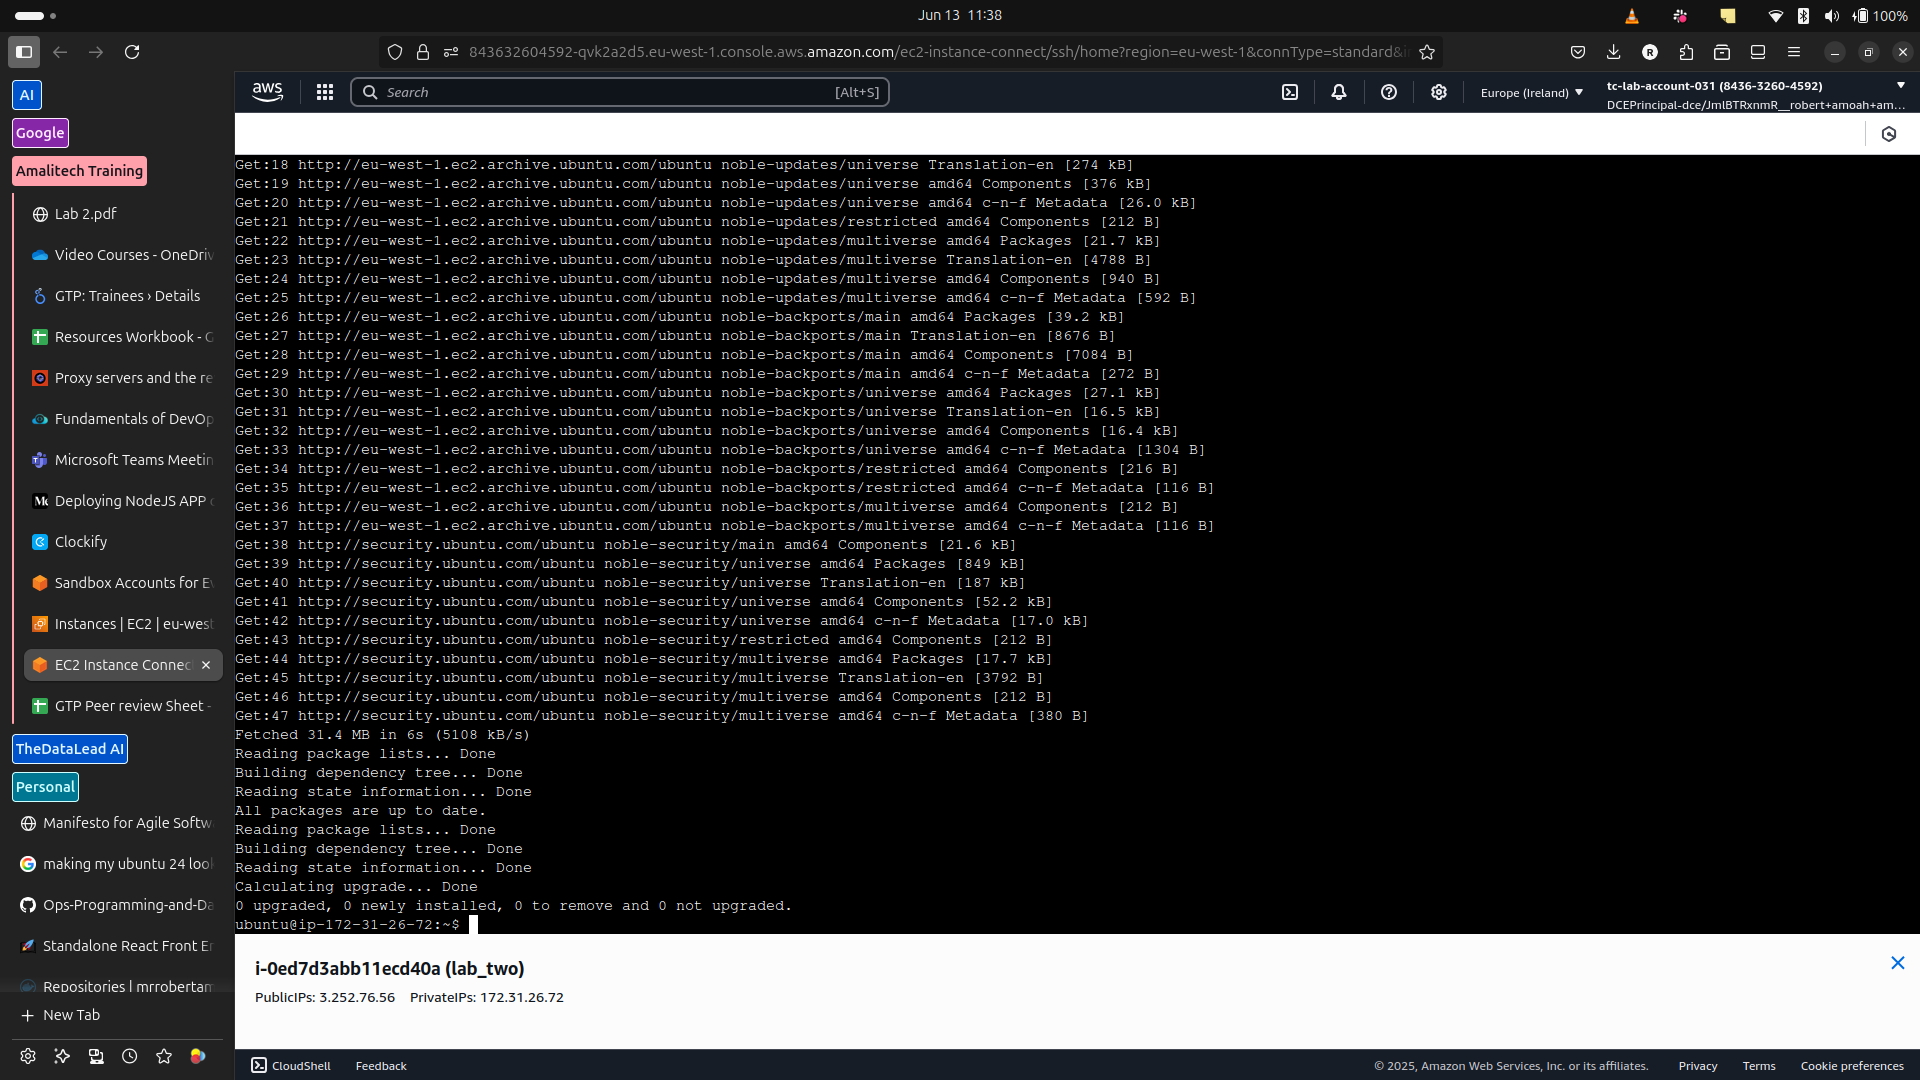 Jun 13 11:38
100%
843632604592-qvk2a2d5.eu-west-1.console.aws.amazon.com/ec2-instance-connect/ssh/home?region=eu-west-1&connType=standard&i
AI
Google
Amalitech Training
Lab 2.pdf
Video Courses - OneDriv
GTP: Trainees › Details
Resources Workbook - G
Proxy servers and the re
Fundamentals of DevOp
Microsoft Teams Meetin
Deploying NodeJS APP
Clockify
Sandbox Accounts for Ev
Instances | EC2 | eu-west
EC2 Instance Connec
GTP Peer review Sheet -
TheDataLead AI
Personal
Manifesto for Agile Softw
making my ubuntu 24 loo
Ops-Programming-and-Da
Standalone React Front En
Repositories | mrrobertam
New Tab
aws
Search [Alt+S]
Europe (Ireland)
tc-lab-account-031 (8436-3260-4592)
DCEPrincipal-dce/JmlBTRxnmR__robert+amoah+am...
Get:18 http://eu-west-1.ec2.archive.ubuntu.com/ubuntu noble-updates/universe Translation-en [274 kB]
Get:19 http://eu-west-1.ec2.archive.ubuntu.com/ubuntu noble-updates/universe amd64 Components [376 kB]
Get:20 http://eu-west-1.ec2.archive.ubuntu.com/ubuntu noble-updates/universe amd64 c-n-f Metadata [26.0 kB]
Get:21 http://eu-west-1.ec2.archive.ubuntu.com/ubuntu noble-updates/restricted amd64 Components [212 B]
Get:22 http://eu-west-1.ec2.archive.ubuntu.com/ubuntu noble-updates/multiverse amd64 Packages [21.7 kB]
Get:23 http://eu-west-1.ec2.archive.ubuntu.com/ubuntu noble-updates/multiverse Translation-en [4788 B]
Get:24 http://eu-west-1.ec2.archive.ubuntu.com/ubuntu noble-updates/multiverse amd64 Components [940 B]
Get:25 http://eu-west-1.ec2.archive.ubuntu.com/ubuntu noble-updates/multiverse amd64 c-n-f Metadata [592 B]
Get:26 http://eu-west-1.ec2.archive.ubuntu.com/ubuntu noble-backports/main amd64 Packages [39.2 kB]
Get:27 http://eu-west-1.ec2.archive.ubuntu.com/ubuntu noble-backports/main Translation-en [8676 B]
Get:28 http://eu-west-1.ec2.archive.ubuntu.com/ubuntu noble-backports/main amd64 Components [7084 B]
Get:29 http://eu-west-1.ec2.archive.ubuntu.com/ubuntu noble-backports/main amd64 c-n-f Metadata [272 B]
Get:30 http://eu-west-1.ec2.archive.ubuntu.com/ubuntu noble-backports/universe amd64 Packages [27.1 kB]
Get:31 http://eu-west-1.ec2.archive.ubuntu.com/ubuntu noble-backports/universe Translation-en [16.5 kB]
Get:32 http://eu-west-1.ec2.archive.ubuntu.com/ubuntu noble-backports/universe amd64 Components [16.4 kB]
Get:33 http://eu-west-1.ec2.archive.ubuntu.com/ubuntu noble-backports/universe amd64 c-n-f Metadata [1304 B]
Get:34 http://eu-west-1.ec2.archive.ubuntu.com/ubuntu noble-backports/restricted amd64 Components [216 B]
Get:35 http://eu-west-1.ec2.archive.ubuntu.com/ubuntu noble-backports/restricted amd64 c-n-f Metadata [116 B]
Get:36 http://eu-west-1.ec2.archive.ubuntu.com/ubuntu noble-backports/multiverse amd64 Components [212 B]
Get:37 http://eu-west-1.ec2.archive.ubuntu.com/ubuntu noble-backports/multiverse amd64 c-n-f Metadata [116 B]
Get:38 http://security.ubuntu.com/ubuntu noble-security/main amd64 Components [21.6 kB]
Get:39 http://security.ubuntu.com/ubuntu noble-security/universe amd64 Packages [849 kB]
Get:40 http://security.ubuntu.com/ubuntu noble-security/universe Translation-en [187 kB]
Get:41 http://security.ubuntu.com/ubuntu noble-security/universe amd64 Components [52.2 kB]
Get:42 http://security.ubuntu.com/ubuntu noble-security/universe amd64 c-n-f Metadata [17.0 kB]
Get:43 http://security.ubuntu.com/ubuntu noble-security/restricted amd64 Components [212 B]
Get:44 http://security.ubuntu.com/ubuntu noble-security/multiverse amd64 Packages [17.7 kB]
Get:45 http://security.ubuntu.com/ubuntu noble-security/multiverse Translation-en [3792 B]
Get:46 http://security.ubuntu.com/ubuntu noble-security/multiverse amd64 Components [212 B]
Get:47 http://security.ubuntu.com/ubuntu noble-security/multiverse amd64 c-n-f Metadata [380 B]
Fetched 31.4 MB in 6s (5108 kB/s)
Reading package lists... Done
Building dependency tree... Done
Reading state information... Done
All packages are up to date.
Reading package lists... Done
Building dependency tree... Done
Reading state information... Done
Calculating upgrade... Done
0 upgraded, 0 newly installed, 0 to remove and 0 not upgraded.
ubuntu@ip-172-31-26-72:~$
i-0ed7d3abb11ecd40a (lab_two)
PublicIPs: 3.252.76.56 PrivateIPs: 172.31.26.72
CloudShell Feedback © 2025, Amazon Web Services, Inc. or its affiliates. Privacy Terms Cookie preferences